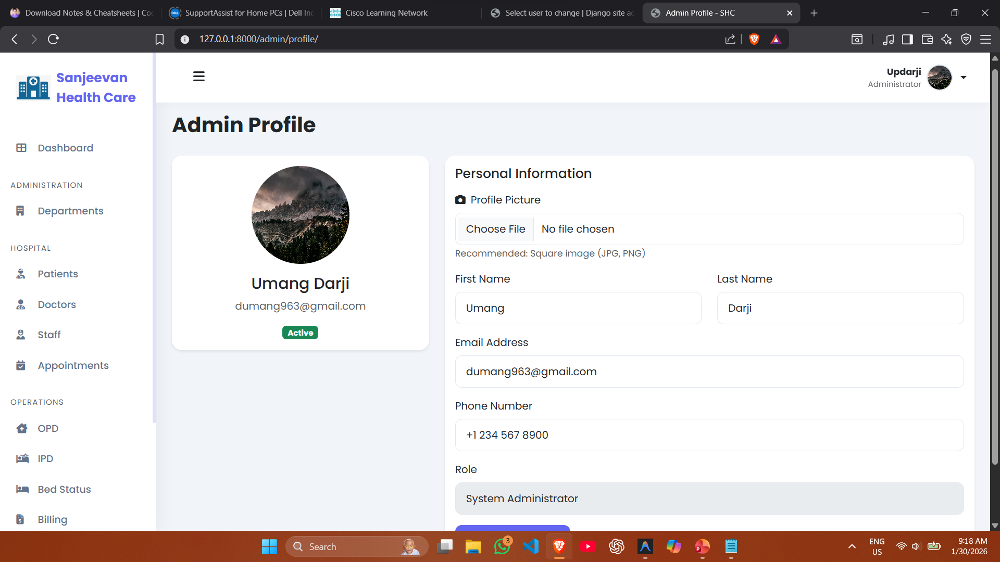 Download Notes & Cheatsheets | Co
SupportAssist for Home PCs | Dell Ind
Cisco Learning Network
Select user to change | Django site ad
Admin Profile - SHC
127.0.0.1:8000/admin/profile/
Sanjeevan
Health Care
Updarji
Administrator
Dashboard
ADMINISTRATION
Departments
HOSPITAL
Patients
Doctors
Staff
Appointments
OPERATIONS
OPD
IPD
Bed Status
Billing
Admin Profile
Umang Darji
dumang963@gmail.com
Active
Personal Information
Profile Picture
Choose File No file chosen
Recommended: Square image (JPG, PNG)
First Name
Last Name
Umang
Darji
Email Address
dumang963@gmail.com
Phone Number
+1 234 567 8900
Role
System Administrator
Search
3
ENG
US
9:18 AM
1/30/2026